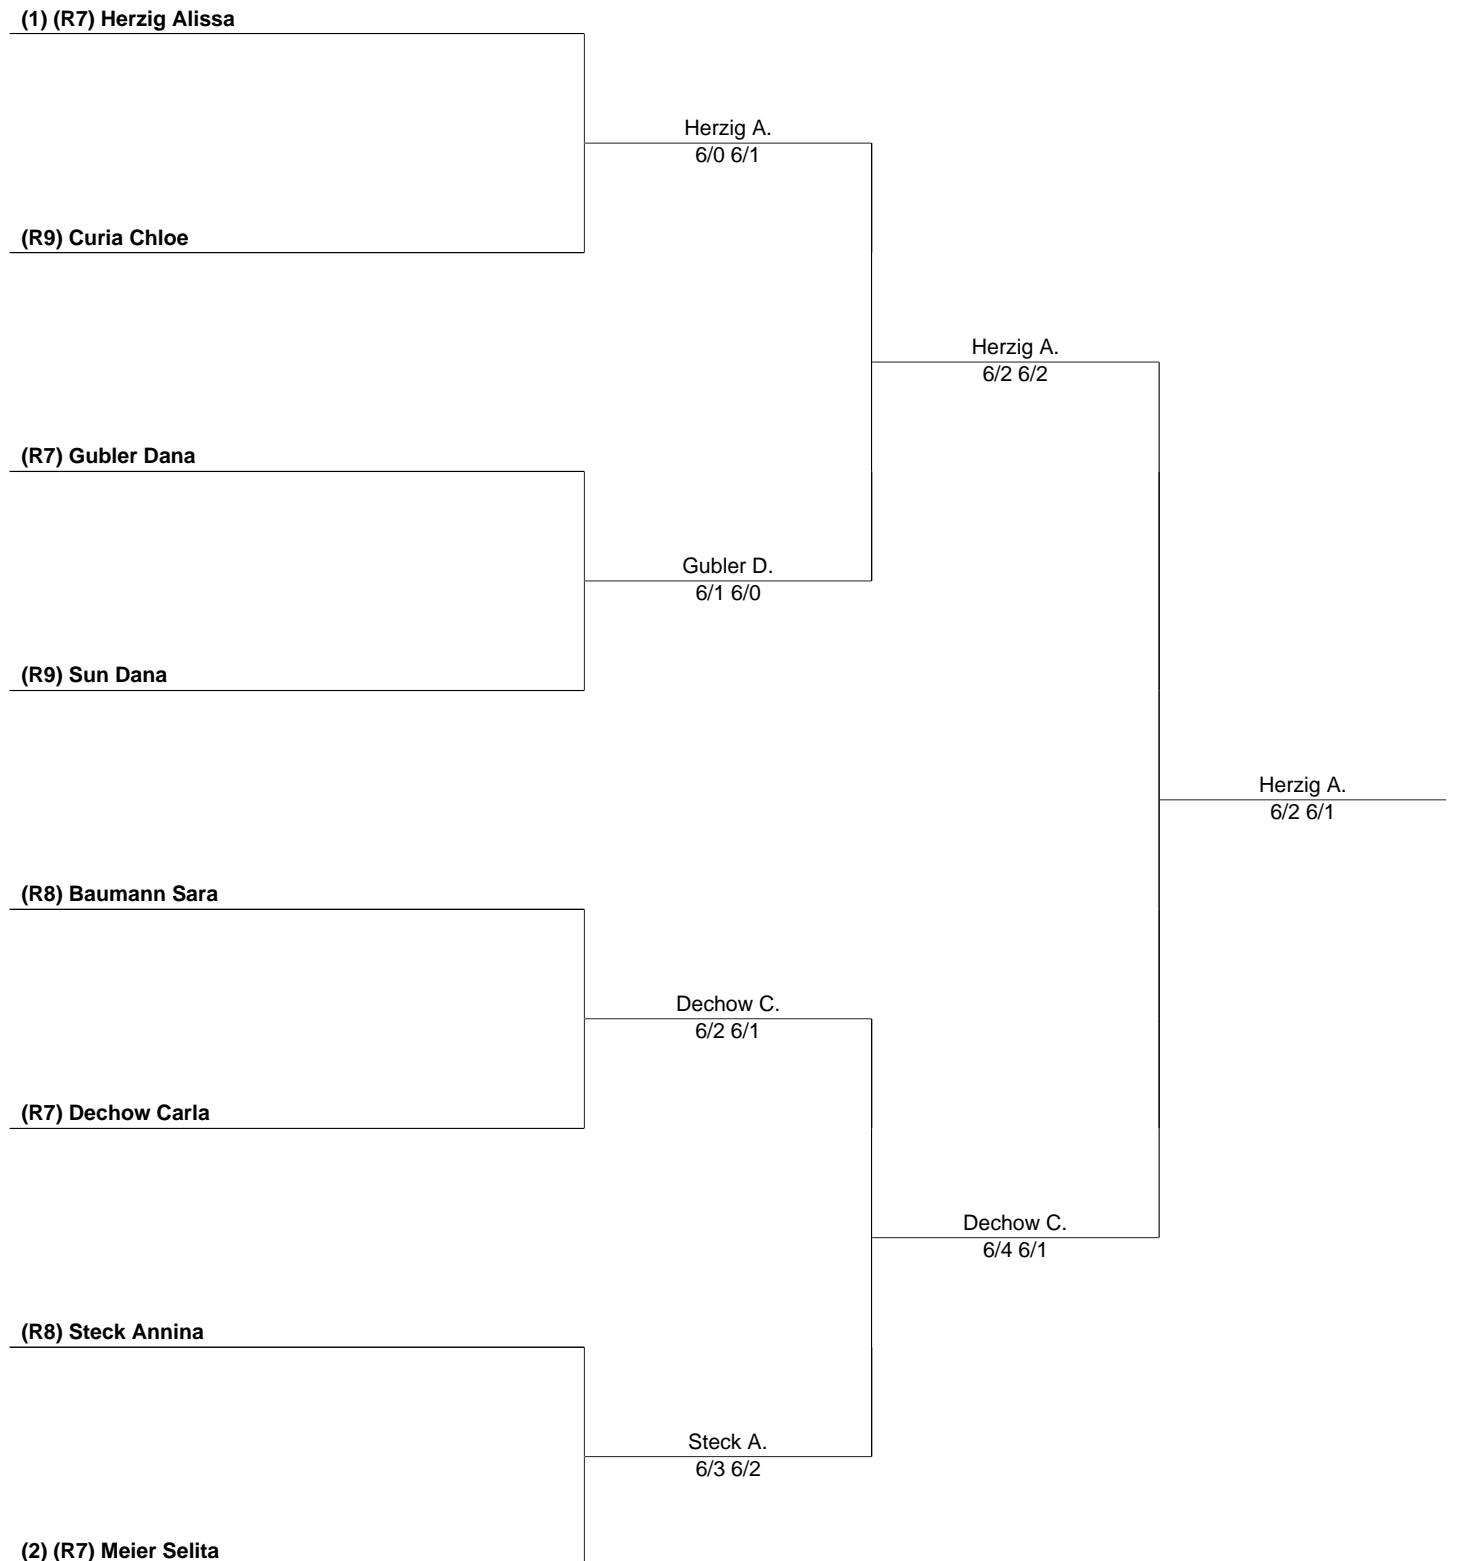 (1) (R7) Herzig Alissa
Herzig A.
6/0 6/1
(R9) Curia Chloe
Herzig A.
6/2 6/2
(R7) Gubler Dana
Gubler D.
6/1 6/0
(R9) Sun Dana
Herzig A.
6/2 6/1
(R8) Baumann Sara
Dechow C.
6/2 6/1
(R7) Dechow Carla
Dechow C.
6/4 6/1
(R8) Steck Annina
Steck A.
6/3 6/2
(2) (R7) Meier Selita